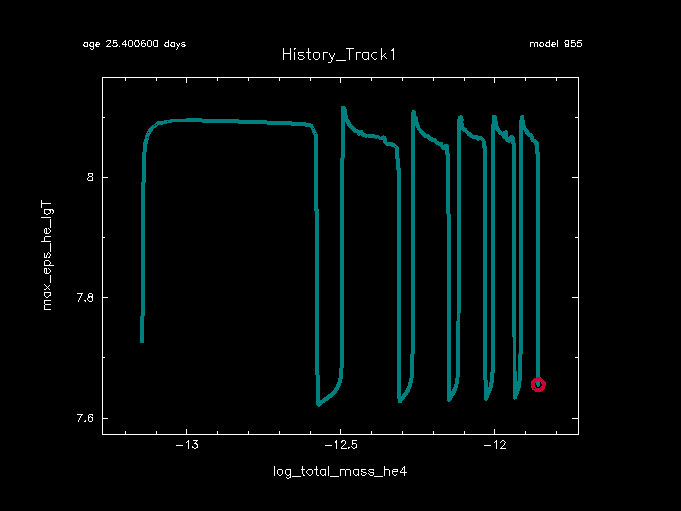 age 25.400600 days
model 955
History_Track1
max_eps_he_lgT
8
7.8
7.6
−13
−12.5
−12
log_total_mass_he4